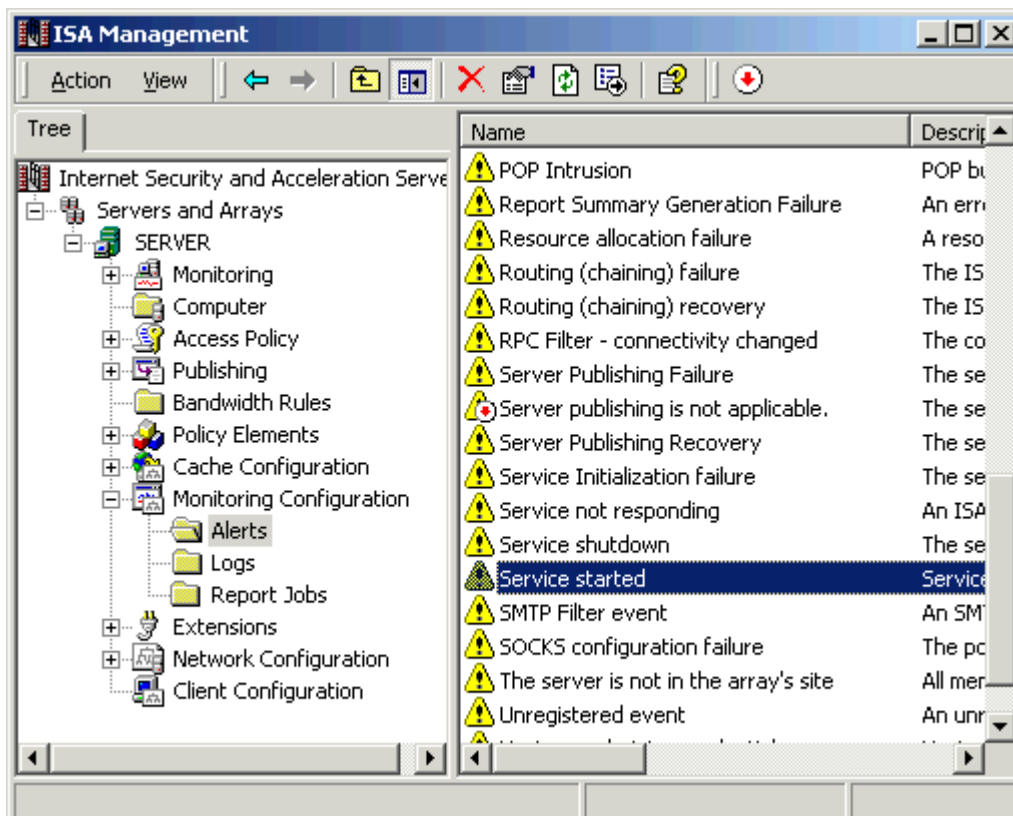 ISA Management
Action View
Tree
Internet Security and Acceleration Serve
Servers and Arrays
SERVER
Monitoring
Computer
Access Policy
Publishing
Bandwidth Rules
Policy Elements
Cache Configuration
Monitoring Configuration
Alerts
Logs
Report Jobs
Extensions
Network Configuration
Client Configuration
Name Descrip
POP Intrusion POP bu
Report Summary Generation Failure An erro
Resource allocation failure A reso
Routing (chaining) failure The IS
Routing (chaining) recovery The IS
RPC Filter - connectivity changed The co
Server Publishing Failure The se
Server publishing is not applicable. The se
Server Publishing Recovery The se
Service Initialization failure The se
Service not responding An ISA
Service shutdown The se
Service started Service
SMTP Filter event An SMT
SOCKS configuration failure The po
The server is not in the array's site All mem
Unregistered event An unr